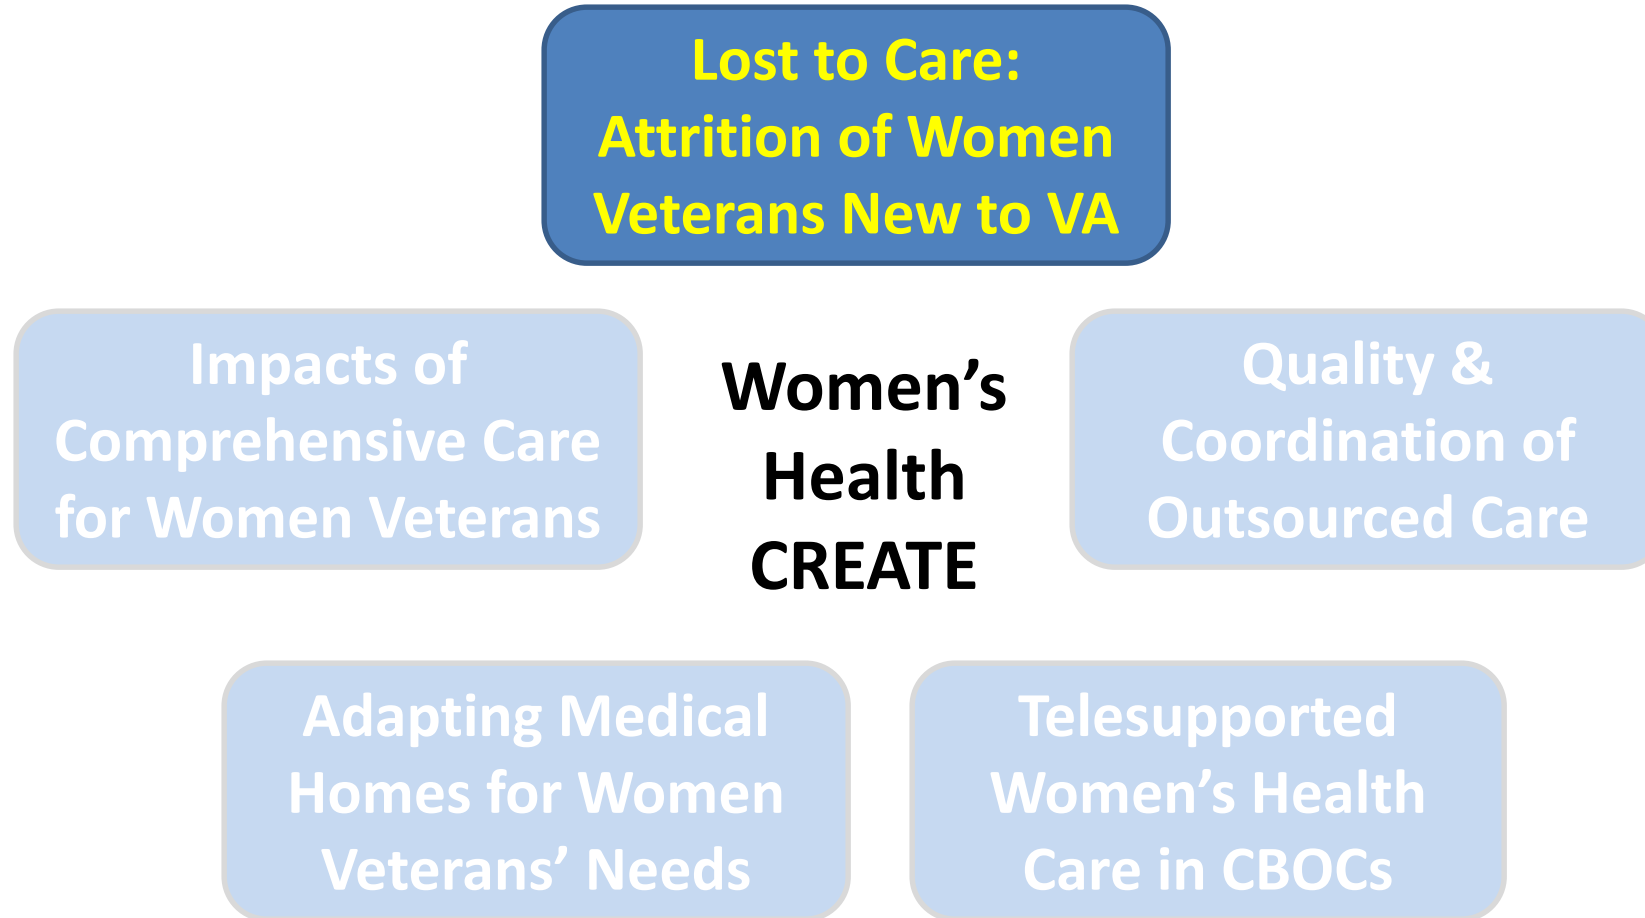 Lost to Care:
Attrition of Women
Veterans New to VA
Impacts of
Comprehensive Care
for Women Veterans
Women’s
Health
CREATE
Quality &
Coordination of
Outsourced Care
Adapting Medical
Homes for Women
Veterans’ Needs
Telesupported
Women’s Health
Care in CBOCs